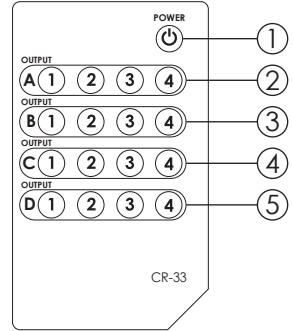 POWER
1
OUTPUT
A 1 2 3 4
2
OUTPUT
B 1 2 3 4
3
OUTPUT
C 1 2 3 4
4
OUTPUT
D 1 2 3 4
5
CR-33